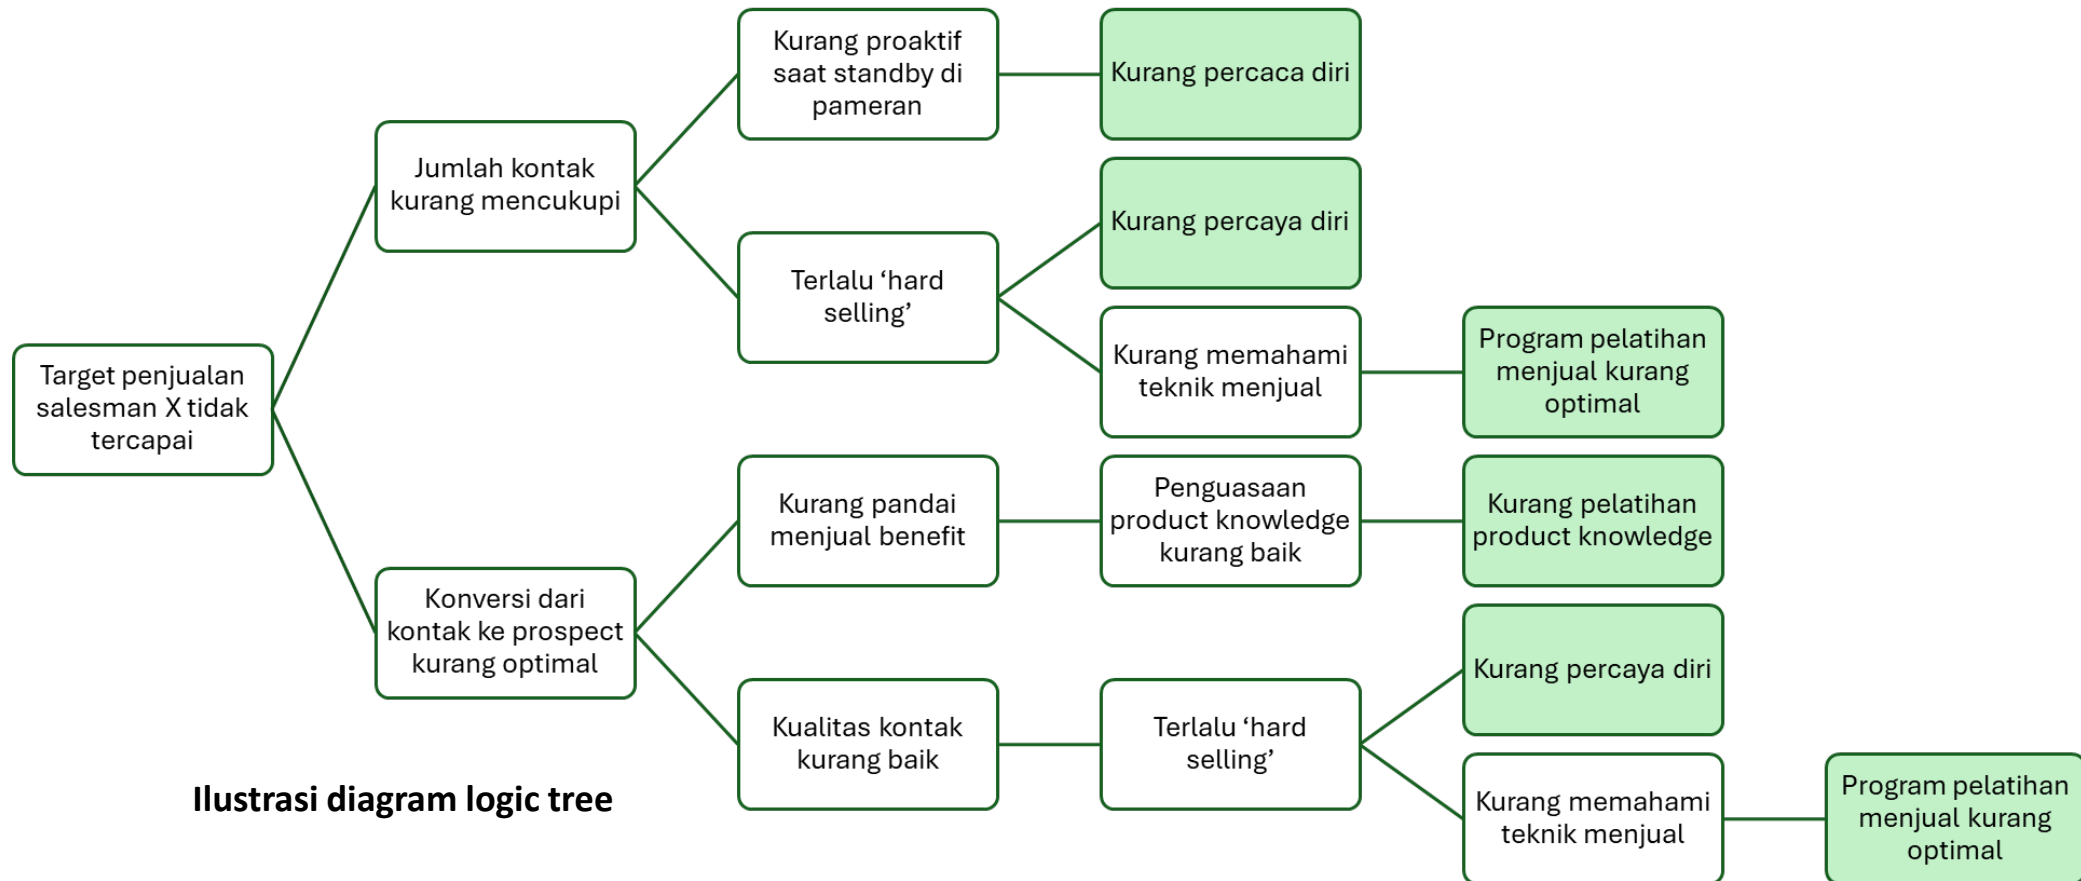 Kurang proaktif
saat standby di
pameran
Kurang percaca diri
Jumlah kontak
kurang mencukupi
Kurang percaya diri
Terlalu ‘hard
selling’
Kurang memahami
teknik menjual
Program pelatihan
menjual kurang
optimal
Target penjualan
salesman X tidak
tercapai
Kurang pandai
menjual benefit
Penguasaan
product knowledge
kurang baik
Kurang pelatihan
product knowledge
Konversi dari
kontak ke prospect
kurang optimal
Kurang percaya diri
Kualitas kontak
kurang baik
Terlalu ‘hard
selling’
Kurang memahami
teknik menjual
Program pelatihan
menjual kurang
optimal
Ilustrasi diagram logic tree